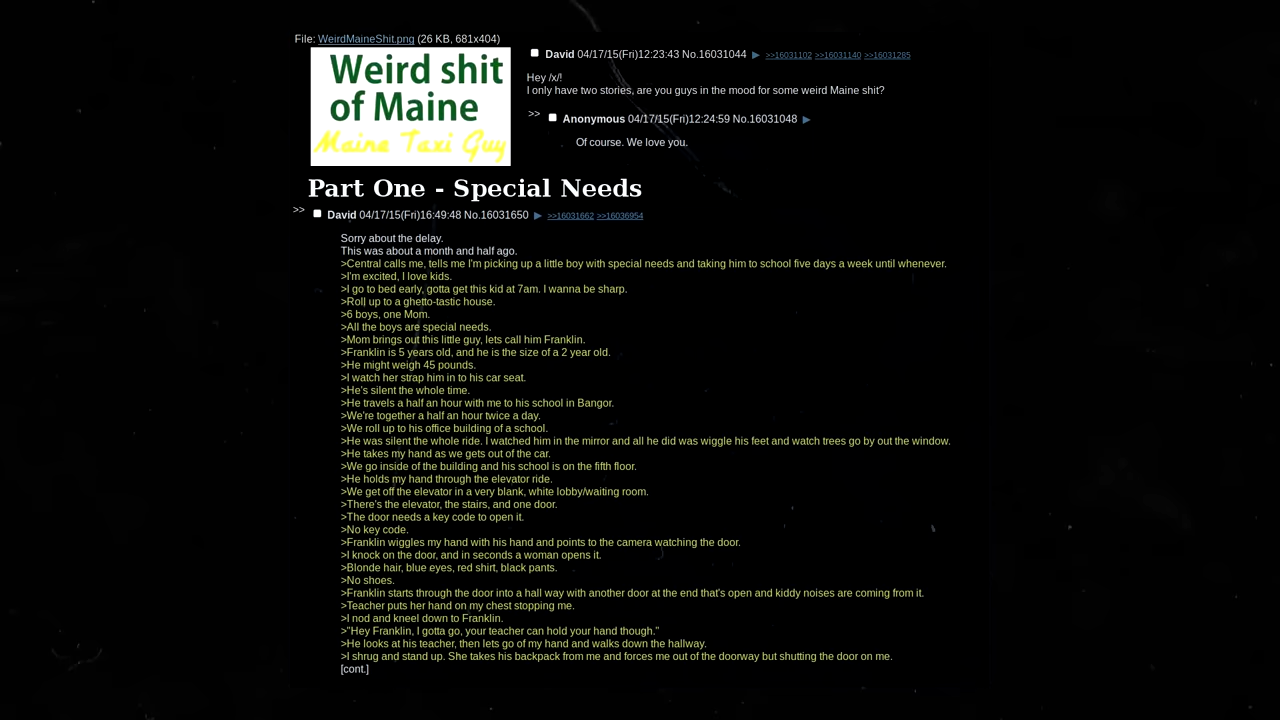 File: WeirdMaineShit.png (26 KB, 681x404)
Weird shit
of Maine
Maine Taxi Guy
David 04/17/15(Fri)12:23:43 No.16031044 ▶ >>16031102 >>16031140 >>16031285
Hey /x/!
I only have two stories, are you guys in the mood for some weird Maine shit?
>> Anonymous 04/17/15(Fri)12:24:59 No.16031048 ▶
Of course. We love you.
Part One - Special Needs
>> David 04/17/15(Fri)16:49:48 No.16031650 ▶ >>16031662 >>16036954
Sorry about the delay.
This was about a month and half ago.
>Central calls me, tells me I'm picking up a little boy with special needs and taking him to school five days a week until whenever.
>I'm excited, I love kids.
>I go to bed early, gotta get this kid at 7am. I wanna be sharp.
>Roll up to a ghetto-tastic house.
>6 boys, one Mom.
>All the boys are special needs.
>Mom brings out this little guy, lets call him Franklin.
>Franklin is 5 years old, and he is the size of a 2 year old.
>He might weigh 45 pounds.
>I watch her strap him in to his car seat.
>He's silent the whole time.
>He travels a half an hour with me to his school in Bangor.
>We're together a half an hour twice a day.
>We roll up to his office building of a school.
>He was silent the whole ride. I watched him in the mirror and all he did was wiggle his feet and watch trees go by out the window.
>He takes my hand as we gets out of the car.
>We go inside of the building and his school is on the fifth floor.
>He holds my hand through the elevator ride.
>We get off the elevator in a very blank, white lobby/waiting room.
>There's the elevator, the stairs, and one door.
>The door needs a key code to open it.
>No key code.
>Franklin wiggles my hand with his hand and points to the camera watching the door.
>I knock on the door, and in seconds a woman opens it.
>Blonde hair, blue eyes, red shirt, black pants.
>No shoes.
>Franklin starts through the door into a hall way with another door at the end that's open and kiddy noises are coming from it.
>Teacher puts her hand on my chest stopping me.
>I nod and kneel down to Franklin.
>"Hey Franklin, I gotta go, your teacher can hold your hand though."
>He looks at his teacher, then lets go of my hand and walks down the hallway.
>I shrug and stand up. She takes his backpack from me and forces me out of the doorway but shutting the door on me.
[cont.]